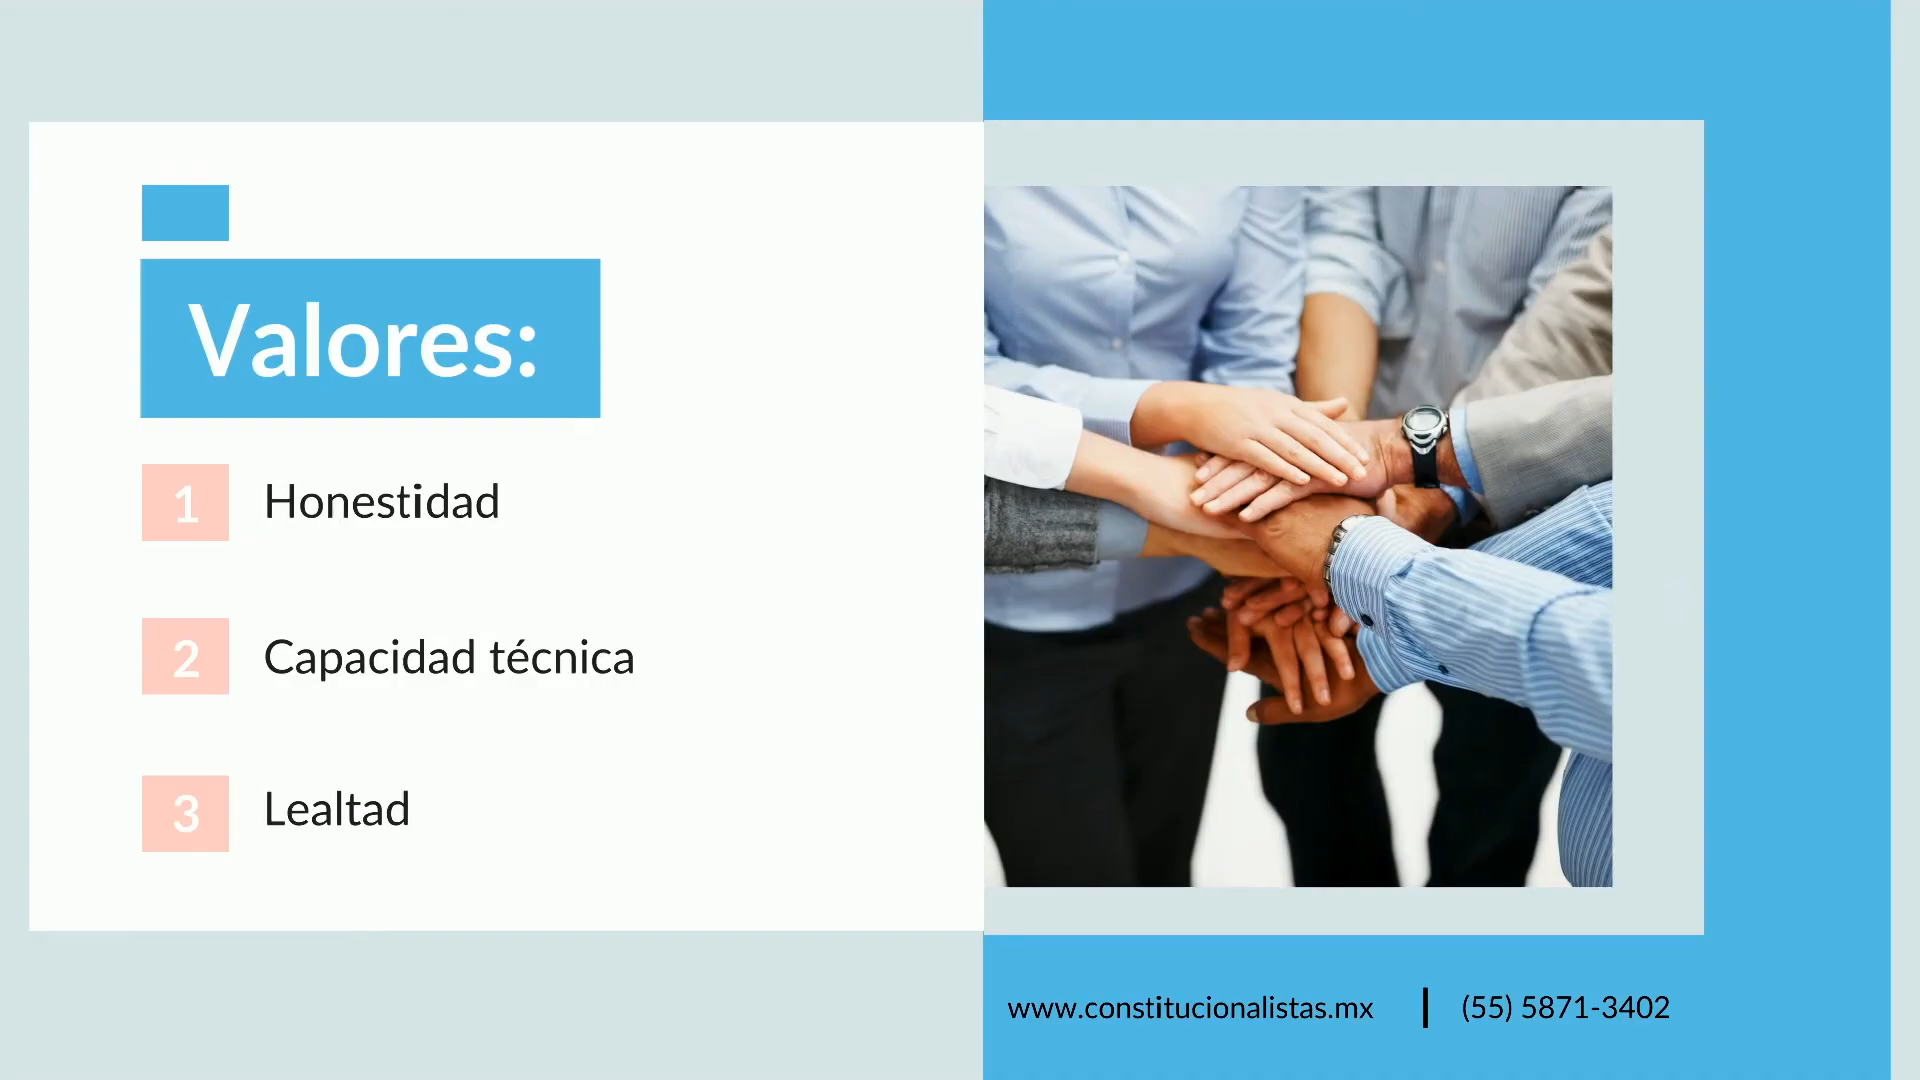 Valores:
1 Honestidad
2 Capacidad técnica
3 Lealtad
www.constitucionalistas.mx | (55) 5871-3402